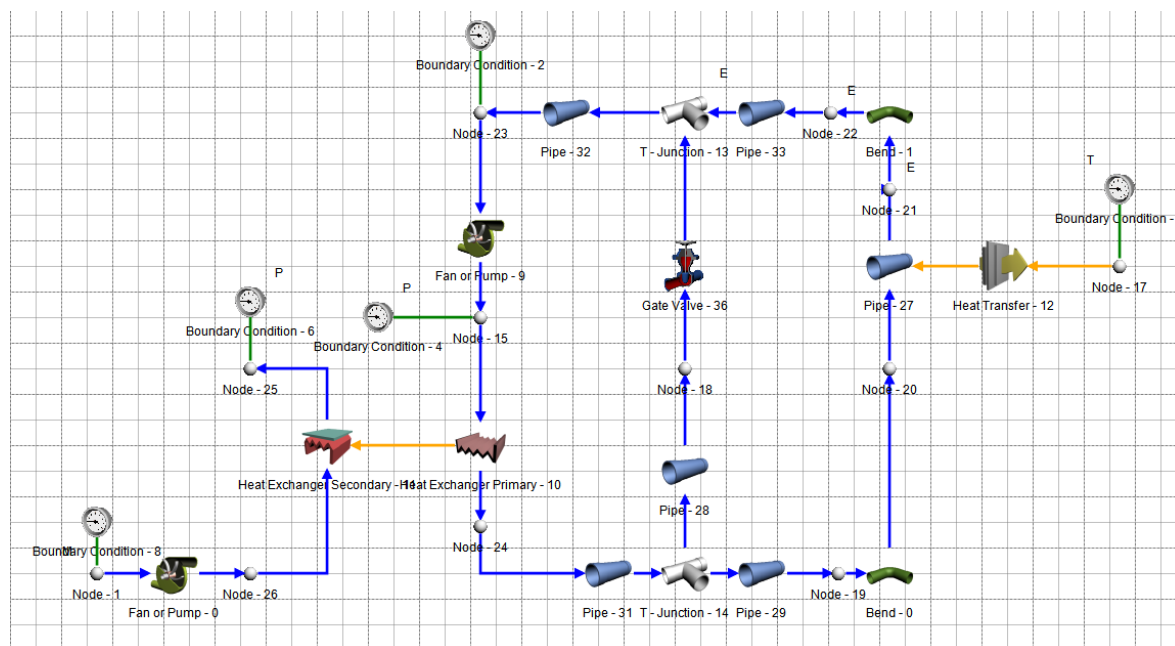 Boundary Condition - 2
E
E
Node - 23
Node - 22
Pipe - 32
T - Junction - 13
Pipe - 33
Bend - 1
E
T
Node - 21
Boundary Condition -
Fan or Pump - 9
P
P
Gate Valve - 36
Pipe - 27
Heat Transfer - 12
Node - 17
Boundary Condition - 6
Boundary Condition - 4
Node - 15
Node - 25
Node - 18
Node - 20
Heat Exchanger Secondary - 11
Heat Exchanger Primary - 10
Pipe - 28
Boundary Condition - 8
Node - 24
Node - 1
Fan or Pump - 0
Node - 26
Pipe - 31
T - Junction - 14
Pipe - 29
Node - 19
Bend - 0